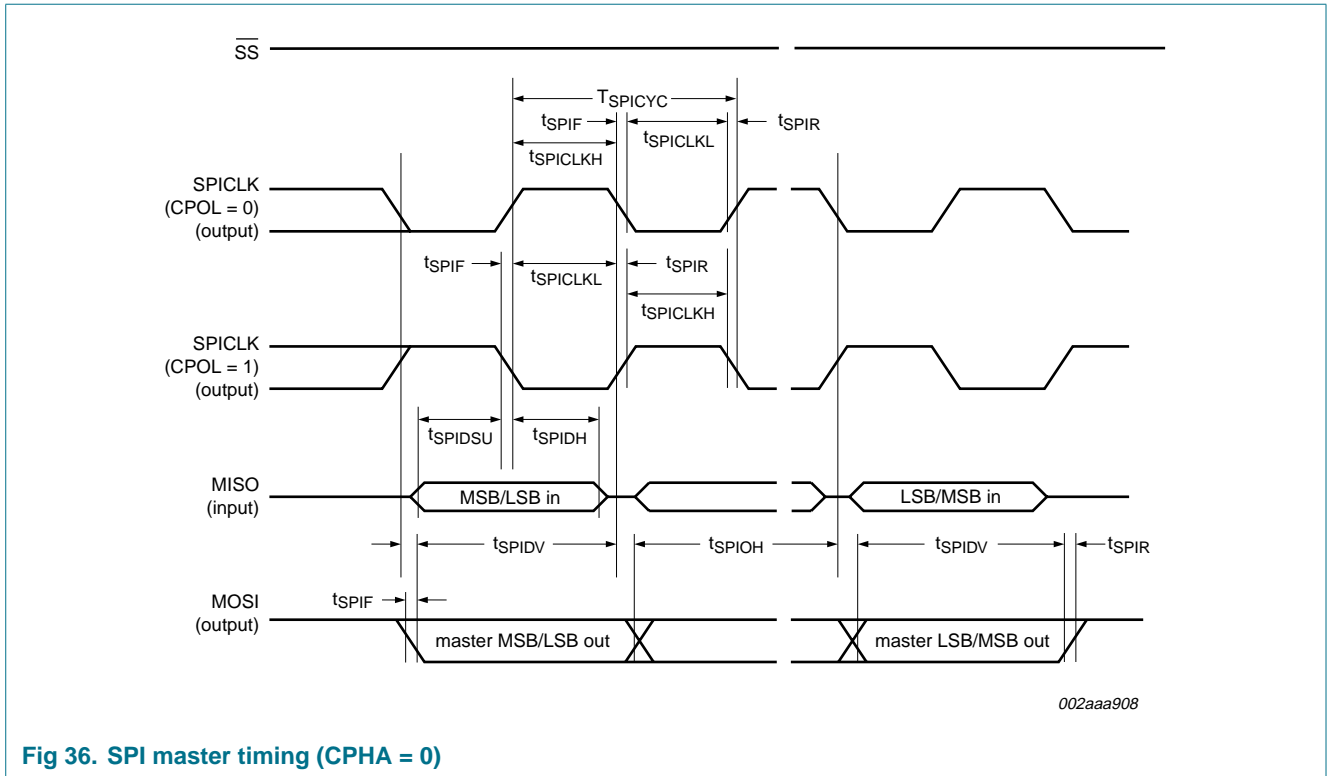 SS
TSPICYC
tSPIF tSPICLKL tSPIR
tSPICLKH
SPICLK
(CPOL = 0)
(output)
tSPIF tSPICLKL tSPIR
tSPICLKH
SPICLK
(CPOL = 1)
(output)
tSPIDSU tSPIDH
MISO
(input)
MSB/LSB in LSB/MSB in
tSPIDV tSPIOH tSPIDV tSPIR
tSPIF
MOSI
(output)
master MSB/LSB out master LSB/MSB out
002aaa908
Fig 36. SPI master timing (CPHA = 0)